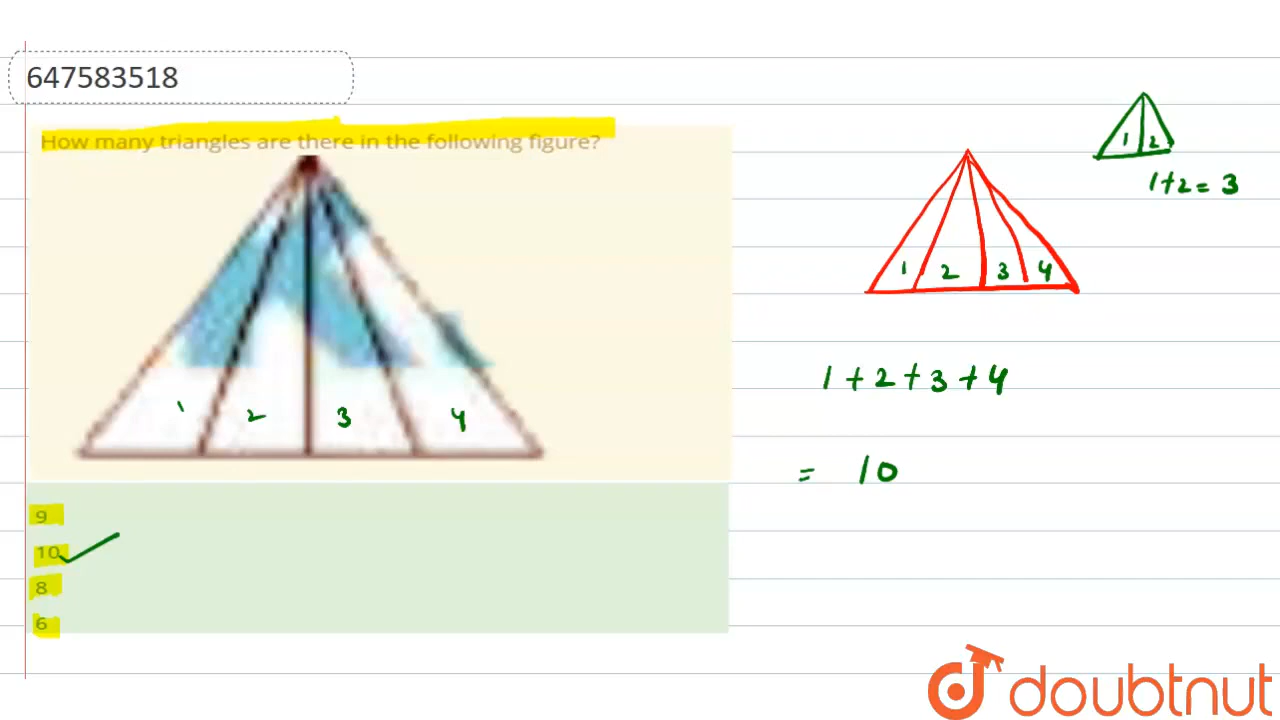 647583518
How many triangles are there in the following figure?
1 2 3 4
9
10
8
6
1 2
1+2=3
1 2 3 4
1+2+3+4
= 10
doubtnut